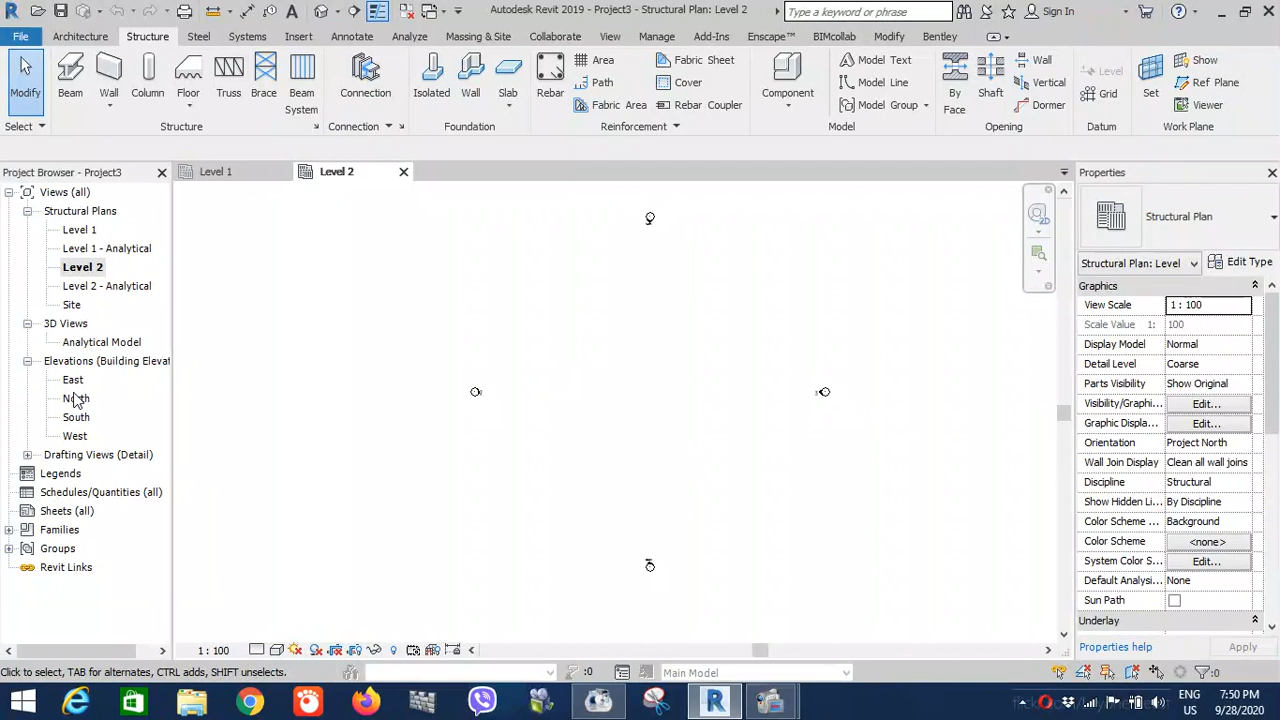 Autodesk Revit 2019 - Project3 - Structural Plan: Level 2
Type a keyword or phrase
Sign In
File Architecture Structure Steel Systems Insert Annotate Analyze Massing & Site Collaborate View Manage Add-Ins Enscape™ BIMcollab Modify Bentley
Modify
Beam
Wall
Column
Floor
Truss
Brace
Beam
System
Connection
Isolated
Wall
Slab
Rebar
Area
Path
Fabric Area
Fabric Sheet
Cover
Rebar Coupler
Component
Model Text
Model Line
Model Group
By
Face
Shaft
Wall
Vertical
Dormer
Level
Grid
Set
Show
Ref Plane
Viewer
Select
Structure
Connection
Foundation
Reinforcement
Model
Opening
Datum
Work Plane
Project Browser - Project3
Level 1
Level 2
Properties
Views (all)
Structural Plans
Level 1
Level 1 - Analytical
Level 2
Level 2 - Analytical
Site
3D Views
Analytical Model
Elevations (Building Elevat
East
North
South
West
Drafting Views (Detail)
Legends
Schedules/Quantities (all)
Sheets (all)
Families
Groups
Revit Links
2D
Structural Plan
Structural Plan: Level
Edit Type
Graphics
View Scale 1 : 100
Scale Value 1: 100
Display Model Normal
Detail Level Coarse
Parts Visibility Show Original
Visibility/Graphi... Edit...
Graphic Displa... Edit...
Orientation Project North
Wall Join Display Clean all wall joins
Discipline Structural
Show Hidden Li... By Discipline
Color Scheme ... Background
Color Scheme <none>
System Color S... Edit...
Default Analysi... None
Sun Path
Underlay
Properties help
Apply
1 : 100
Click to select, TAB for alternates, CTRL adds, SHIFT unselects.
:0
Main Model
:0
ENG
US
7:50 PM
9/28/2020